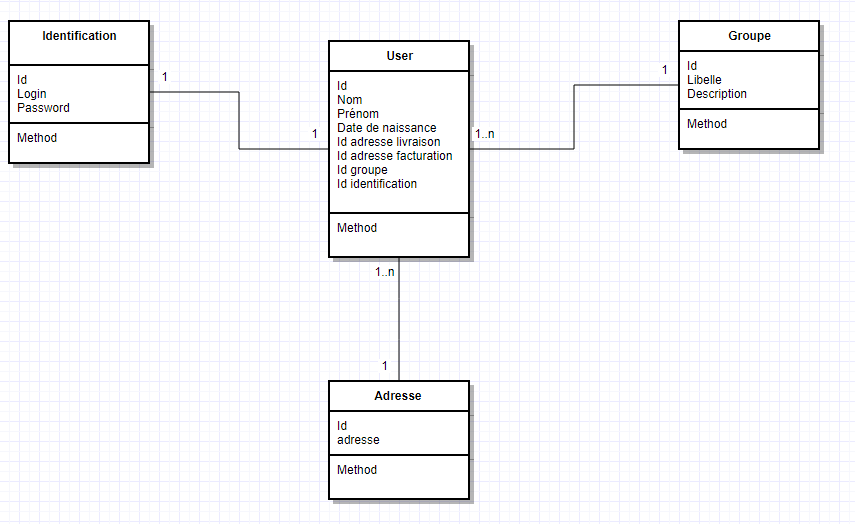 Identification
Id
Login
Password
Method
1
1
User
Id
Nom
Prénom
Date de naissance
Id adresse livraison
Id adresse facturation
Id groupe
Id identification
Method
1..n
1
Groupe
Id
Libelle
Description
Method
1..n
1
Adresse
Id
adresse
Method